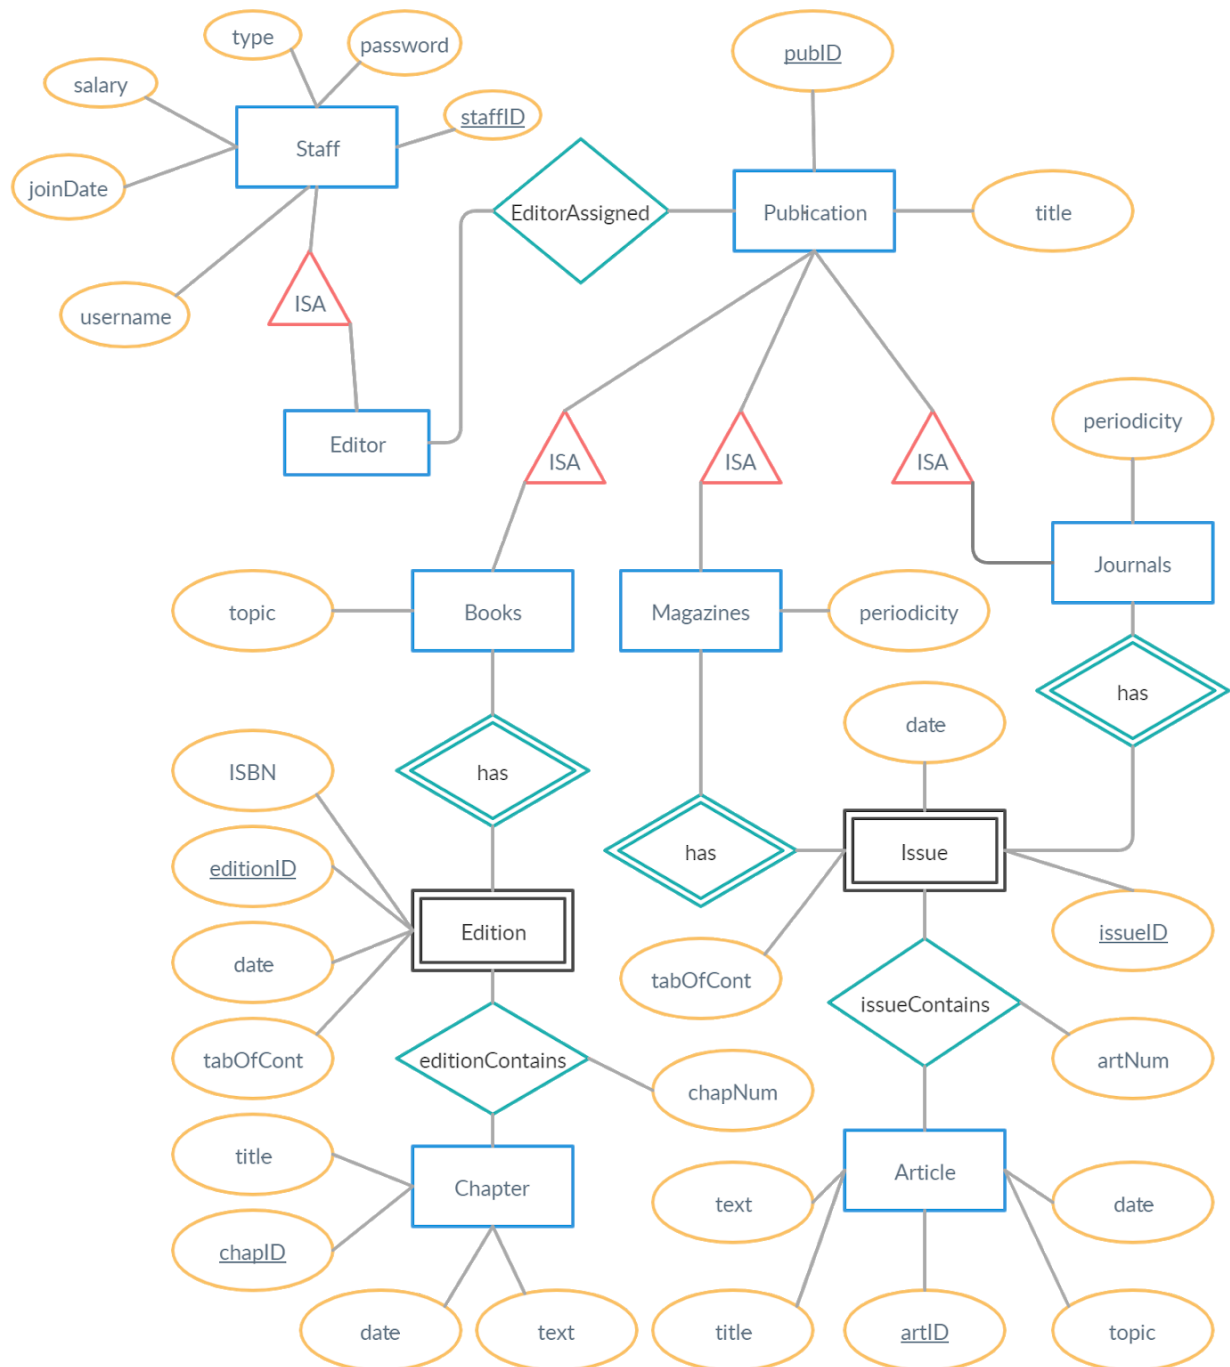 type
password
pubID
salary
staffID
Staff
joinDate
EditorAssigned
Publication
title
ISA
username
Editor
ISA
ISA
ISA
periodicity
Journals
topic
Books
Magazines
periodicity
has
date
ISBN
has
has
Issue
editionID
Edition
issueID
date
tabOfCont
issueContains
tabOfCont
editionContains
artNum
chapNum
title
Chapter
Article
text
date
chapID
date
text
title
artID
topic